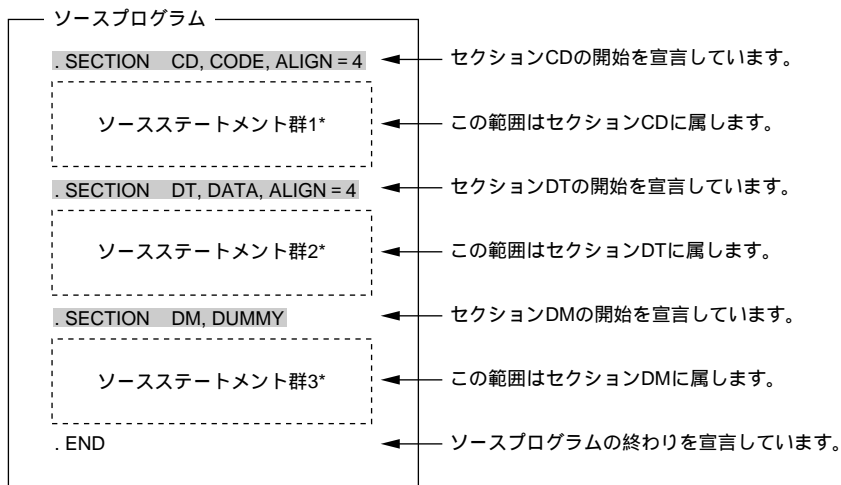 ソースプログラム
. SECTION CD, CODE, ALIGN = 4
セクションCDの開始を宣言しています。
ソースステートメント群1*
この範囲はセクションCDに属します。
. SECTION DT, DATA, ALIGN = 4
セクションDTの開始を宣言しています。
ソースステートメント群2*
この範囲はセクションDTに属します。
. SECTION DM, DUMMY
セクションDMの開始を宣言しています。
ソースステートメント群3*
この範囲はセクションDMに属します。
. END
ソースプログラムの終わりを宣言しています。